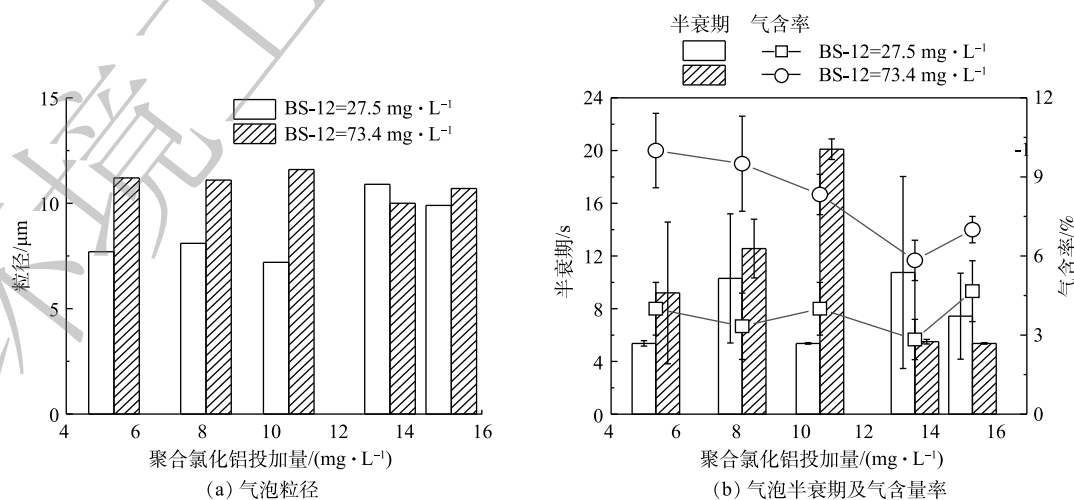 15
10
5
0
粒径/μm
BS-12=27.5 mg·L⁻¹
BS-12=73.4 mg·L⁻¹
4 6 8 10 12 14 16
聚合氯化铝投加量/(mg·L⁻¹)
(a) 气泡粒径
半衰期 气含率
BS-12=27.5 mg·L⁻¹
BS-12=73.4 mg·L⁻¹
24
20
16
12
8
4
0
半衰期/s
12
9
6
3
0
气含率/%
4 6 8 10 12 14 16
聚合氯化铝投加量/(mg·L⁻¹)
(b) 气泡半衰期及气含量率
境